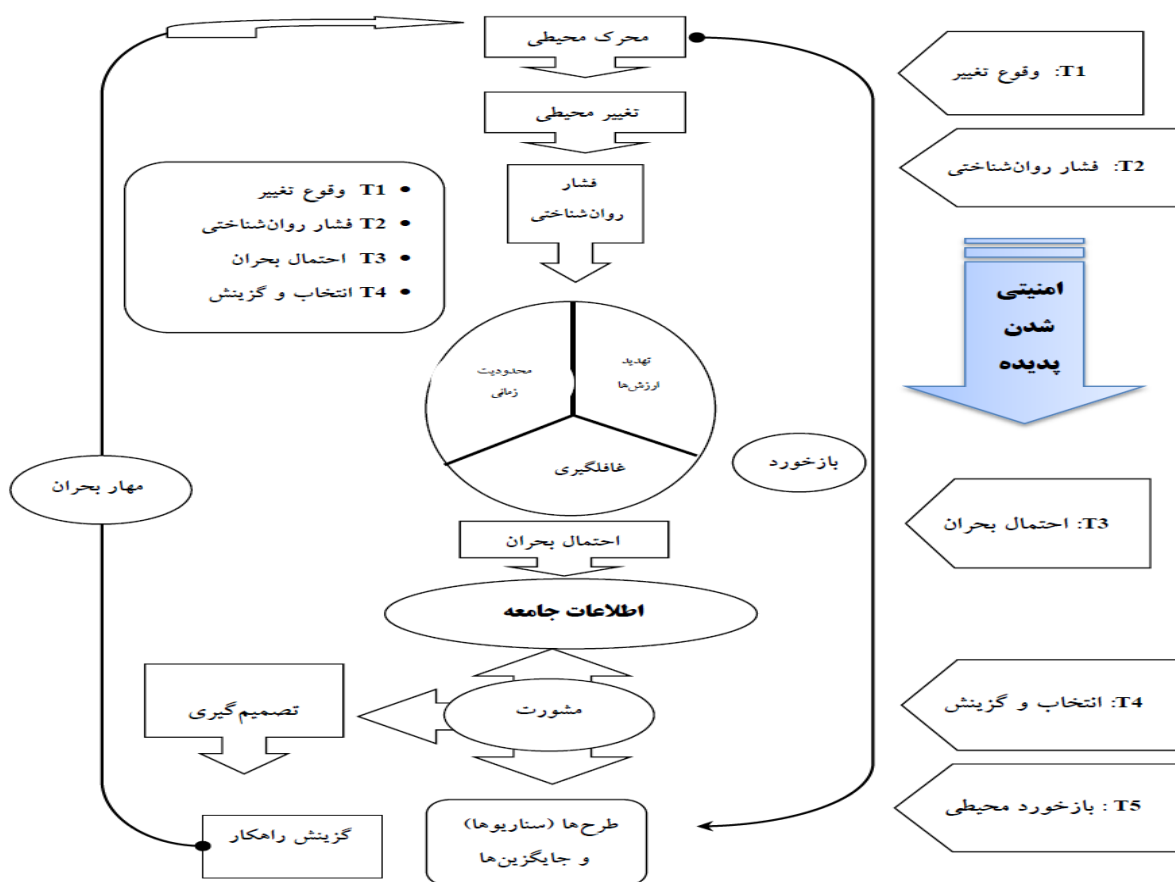 محرک محیطی
تغییر محیطی
فشار
روان‌شناختی
• T1 وقوع تغییر
• T2 فشار روان‌شناختی
• T3 احتمال بحران
• T4 انتخاب و گزینش
تهدید
ارزش‌ها
محدودیت
زمانی
غافلگیری
بازخورد
مهار بحران
احتمال بحران
اطلاعات جامعه
مشورت
تصمیم‌گیری
گزینش راهکار
طرح‌ها (سناریوها)
و جایگزین‌ها
T1: وقوع تغییر
T2: فشار روان‌شناختی
امنیتی
شدن
پدیده
T3: احتمال بحران
T4: انتخاب و گزینش
T5 : بازخورد محیطی